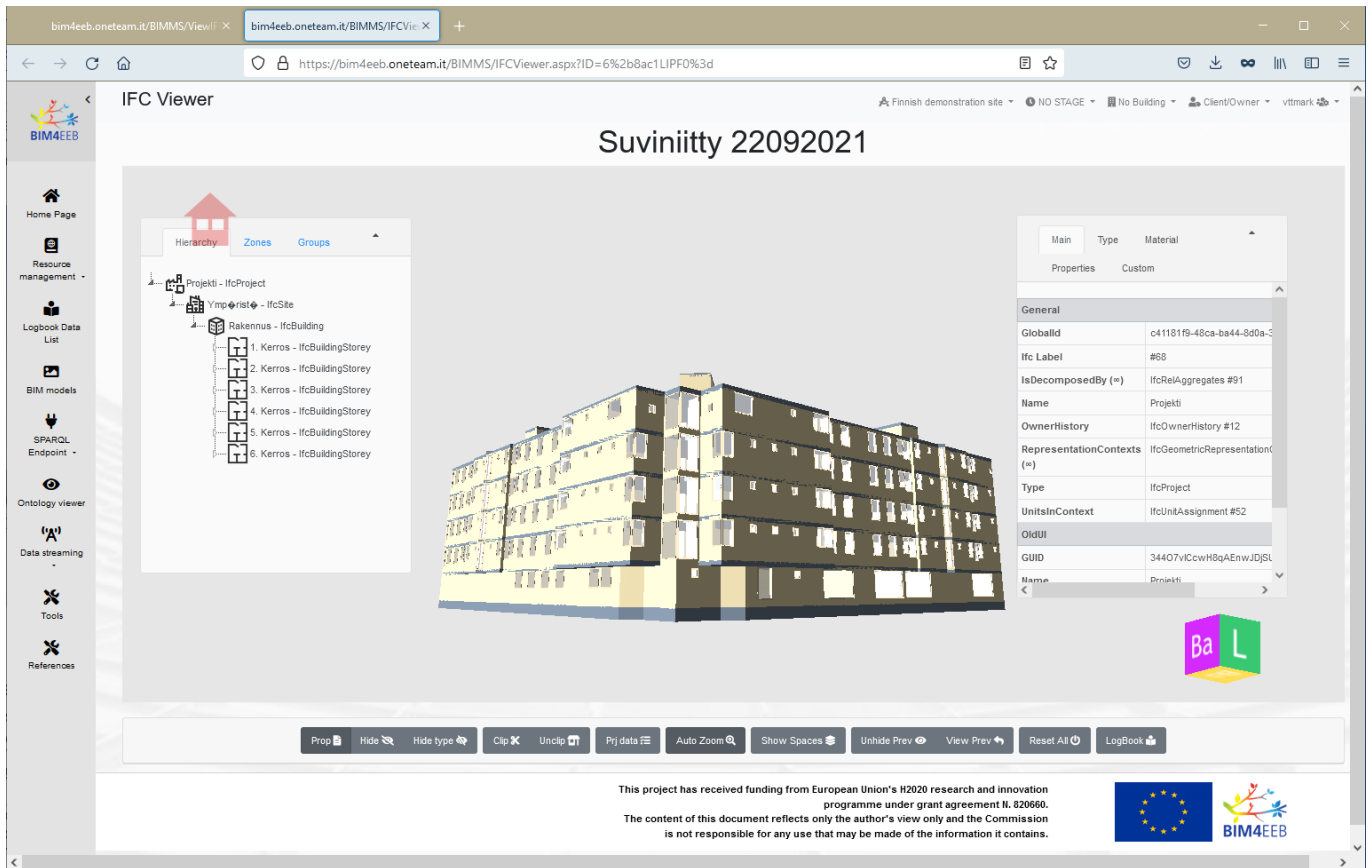 bim4eeb.oneteam.it/BIMMS/ViewI
bim4eeb.oneteam.it/BIMMS/IFCVie
https://bim4eeb.oneteam.it/BIMMS/IFCViewer.aspx?ID=6%2b8ac1LIPF0%3d
BIM4EEB
IFC Viewer
Finnish demonstration site
NO STAGE
No Building
Client/Owner
vttmark
Suviniitty 22092021
Home Page
Resource
management
Logbook Data
List
BIM models
SPARQL
Endpoint
Ontology viewer
Data streaming
Tools
References
Hierarchy Zones Groups
Projekti - IfcProject
Ymp�rist� - IfcSite
Rakennus - IfcBuilding
1. Kerros - IfcBuildingStorey
2. Kerros - IfcBuildingStorey
3. Kerros - IfcBuildingStorey
4. Kerros - IfcBuildingStorey
5. Kerros - IfcBuildingStorey
6. Kerros - IfcBuildingStorey
Main Type Material
Properties Custom
General
GlobalId c41181f9-48ca-ba44-8d0a-3
Ifc Label #68
IsDecomposedBy (∞) IfcRelAggregates #91
Name Projekti
OwnerHistory IfcOwnerHistory #12
RepresentationContexts IfcGeometricRepresentation
(∞)
Type IfcProject
UnitsInContext IfcUnitAssignment #52
OldUI
GUID
Name Projekti
Ba L
Prop Hide Hide type Clip Unclip Prj data Auto Zoom Show Spaces Unhide Prev View Prev Reset All LogBook
This project has received funding from European Union's H2020 research and innovation
programme under grant agreement N. 820660.
The content of this document reflects only the author's view only and the Commission
is not responsible for any use that may be made of the information it contains.
BIM4EEB